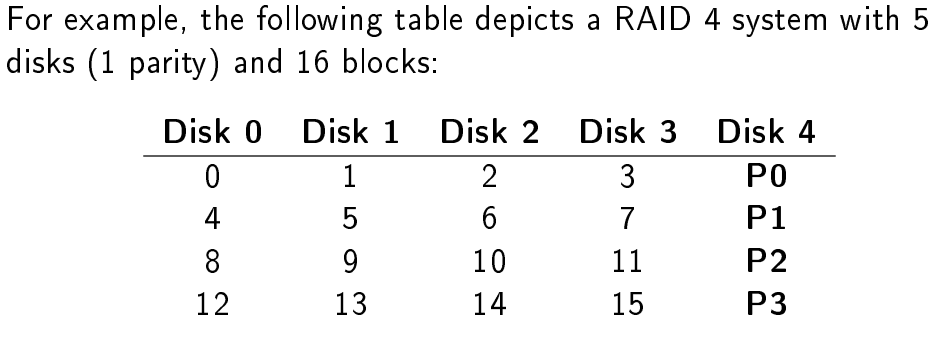 For example, the following table depicts a RAID 4 system with 5
disks (1 parity) and 16 blocks:
Disk 0 Disk 1 Disk 2 Disk 3 Disk 4
0 1 2 3 P0
4 5 6 7 P1
8 9 10 11 P2
12 13 14 15 P3